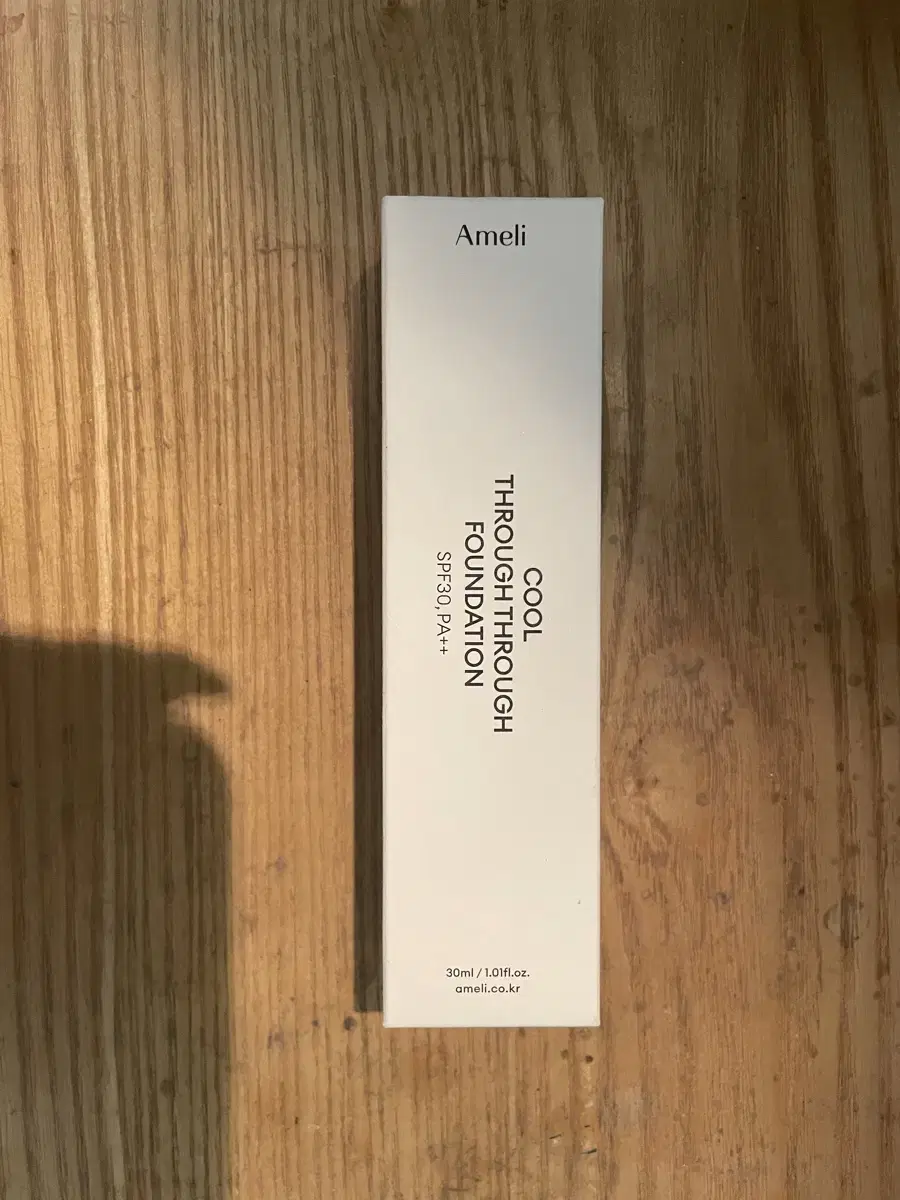 Ameli
COOL
THROUGH THROUGH
FOUNDATION
SPF30, PA++
30ml / 1.01fl.oz.
ameli.co.kr